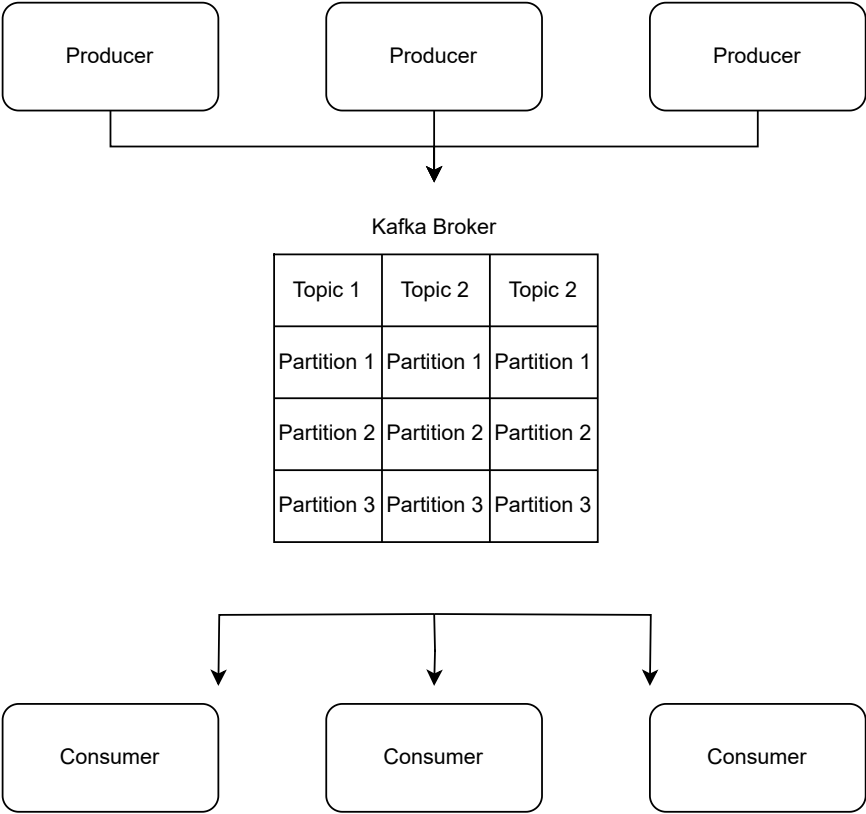 Producer
Producer
Producer
Kafka Broker
Topic 1
Topic 2
Topic 2
Partition 1
Partition 1
Partition 1
Partition 2
Partition 2
Partition 2
Partition 3
Partition 3
Partition 3
Consumer
Consumer
Consumer